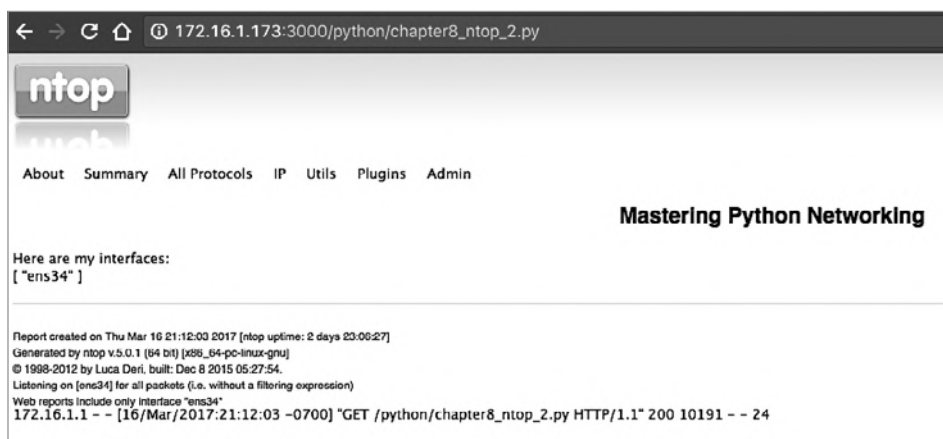 172.16.1.173:3000/python/chapter8_ntop_2.py
ntop
About Summary All Protocols IP Utils Plugins Admin
Mastering Python Networking
Here are my interfaces:
[ "ens34" ]
Report created on Thu Mar 16 21:12:03 2017 [ntop uptime: 2 days 23:06:27]
Generated by ntop v.5.0.1 (64 bit) [x86_64-pc-linux-gnu]
© 1998-2012 by Luca Deri, built: Dec 8 2015 05:27:54.
Listening on [ens34] for all packets (i.e. without a filtering expression)
Web reports include only interface "ens34"
172.16.1.1 - - [16/Mar/2017:21:12:03 -0700] "GET /python/chapter8_ntop_2.py HTTP/1.1" 200 10191 - - 24